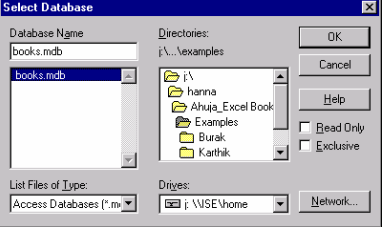 Select Database
Database Name
books.mdb
books.mdb
List Files of Type:
Access Databases (*.m
Directories:
j:\...\examples
j:\
hanna
Ahuja_Excel Book
Examples
Burak
Karthik
Drives:
j: \\ISE\home
OK
Cancel
Help
Read Only
Exclusive
Network...